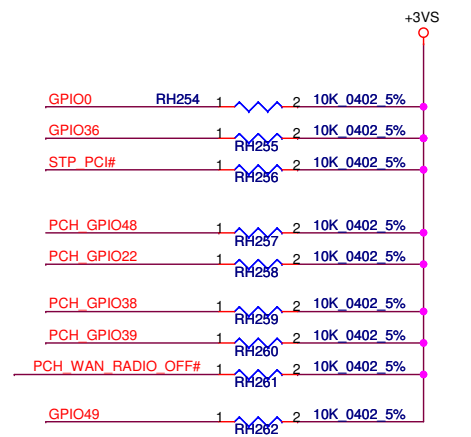 +3VS
GPIO0 RH254 1 2 10K_0402_5%
GPIO36 1 2 10K_0402_5%
RH255
STP_PCI# 1 2 10K_0402_5%
RH256
PCH_GPIO48 1 2 10K_0402_5%
RH257
PCH_GPIO22 1 2 10K_0402_5%
RH258
PCH_GPIO38 1 2 10K_0402_5%
RH259
PCH_GPIO39 1 2 10K_0402_5%
RH260
PCH_WAN_RADIO_OFF# 1 2 10K_0402_5%
RH261
GPIO49 1 2 10K_0402_5%
RH262